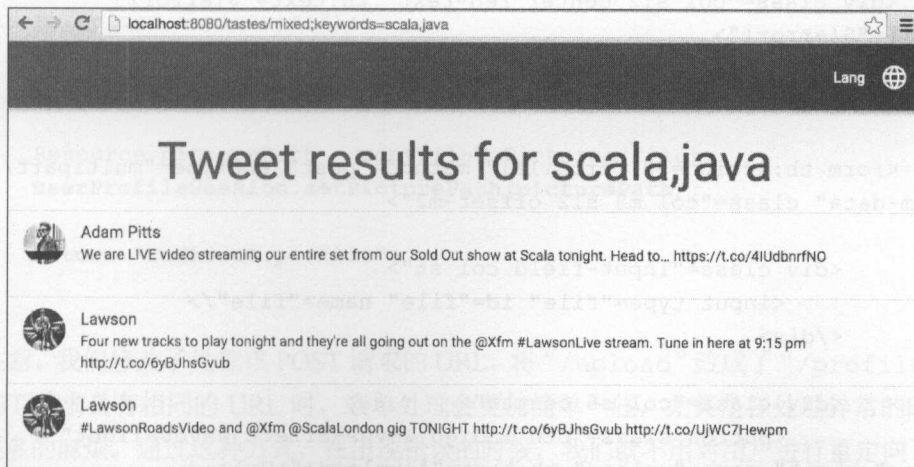 localhost:8080/tastes/mixed;keywords=scala,java
Lang
Tweet results for scala,java
Adam Pitts
We are LIVE video streaming our entire set from our Sold Out show at Scala tonight. Head to... https://t.co/4IUdbnrfNO
Lawson
Four new tracks to play tonight and they're all going out on the @Xfm #LawsonLive stream. Tune in here at 9:15 pm
http://t.co/6yBJhsGvub
Lawson
#LawsonRoadsVideo and @Xfm @ScalaLondon gig TONIGHT http://t.co/6yBJhsGvub http://t.co/UjWC7Hewpm